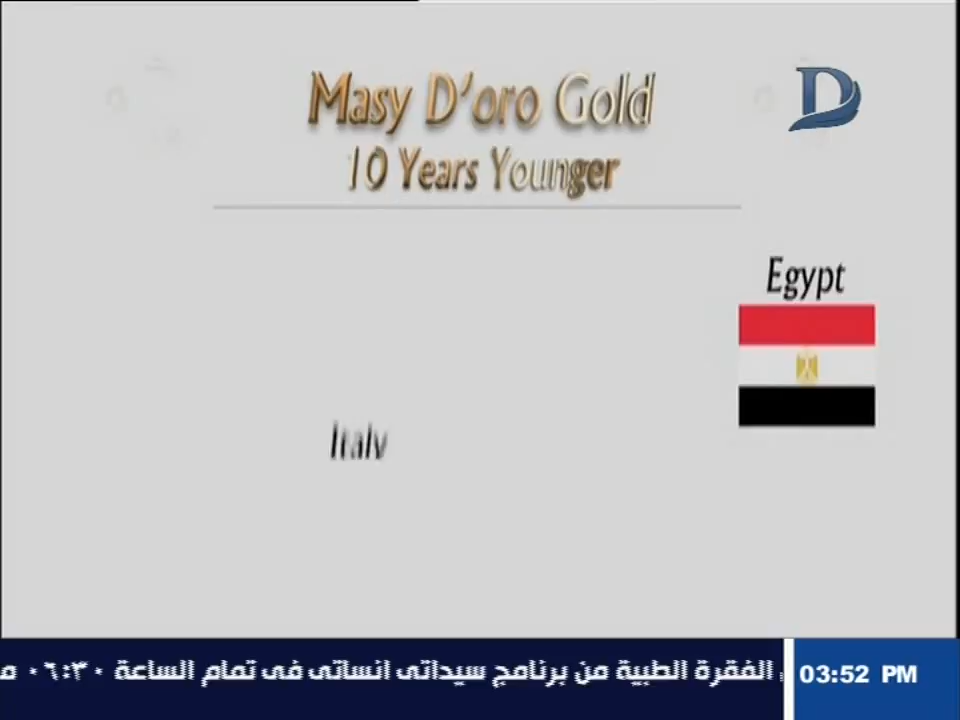 Masy D'oro Gold
10 Years Younger
D
Egypt
Italy
الفقرة الطبية من برنامج سيداتى انساتى فى تمام الساعة ٠٦:٣٠ م
03:52 PM